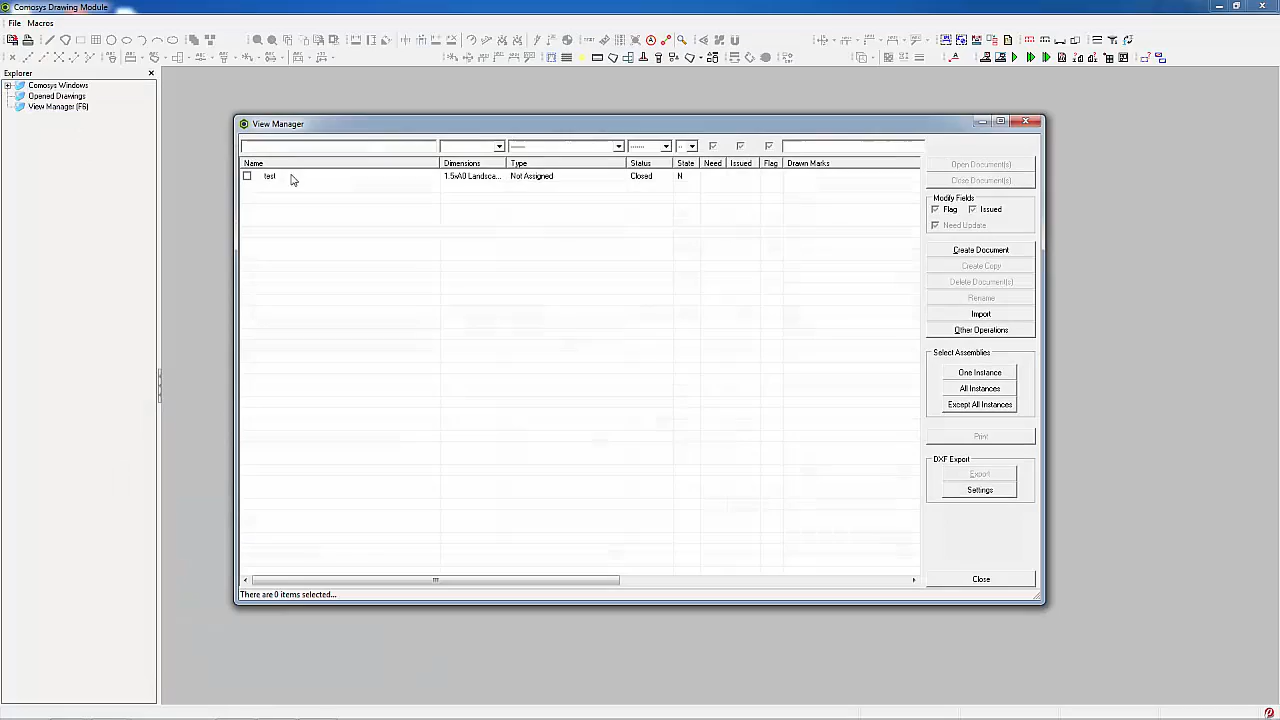 Comosys Drawing Module
File Macros
Explorer
Comosys Windows
Opened Drawings
View Manager (F6)
View Manager
Name Dimensions Type Status State Need Issued Flag Drawn Marks
test 1.5xA0 Landsca... Not Assigned Closed N
Open Document(s)
Close Document(s)
Modify Fields
Flag Issued
Need Update
Create Document
Create Copy
Delete Document(s)
Rename
Import
Other Operations
Select Assemblies
One Instance
All Instances
Except All Instances
Print
DXF Export
Export
Settings
Close
There are 0 items selected...